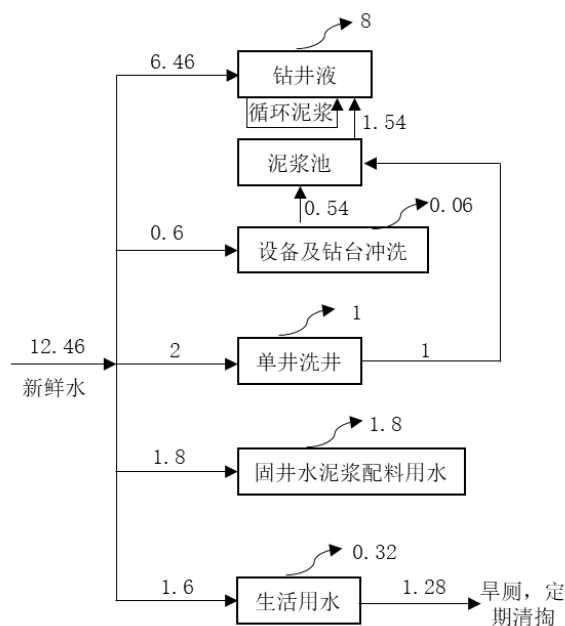 8
6.46
钻井液
循环泥浆
1.54
泥浆池
0.54
0.06
0.6
设备及钻台冲洗
1
12.46
2
单井洗井
1
新鲜水
1.8
1.8
固井水泥浆配料用水
0.32
1.6
生活用水
1.28
旱厕，定
期清掏